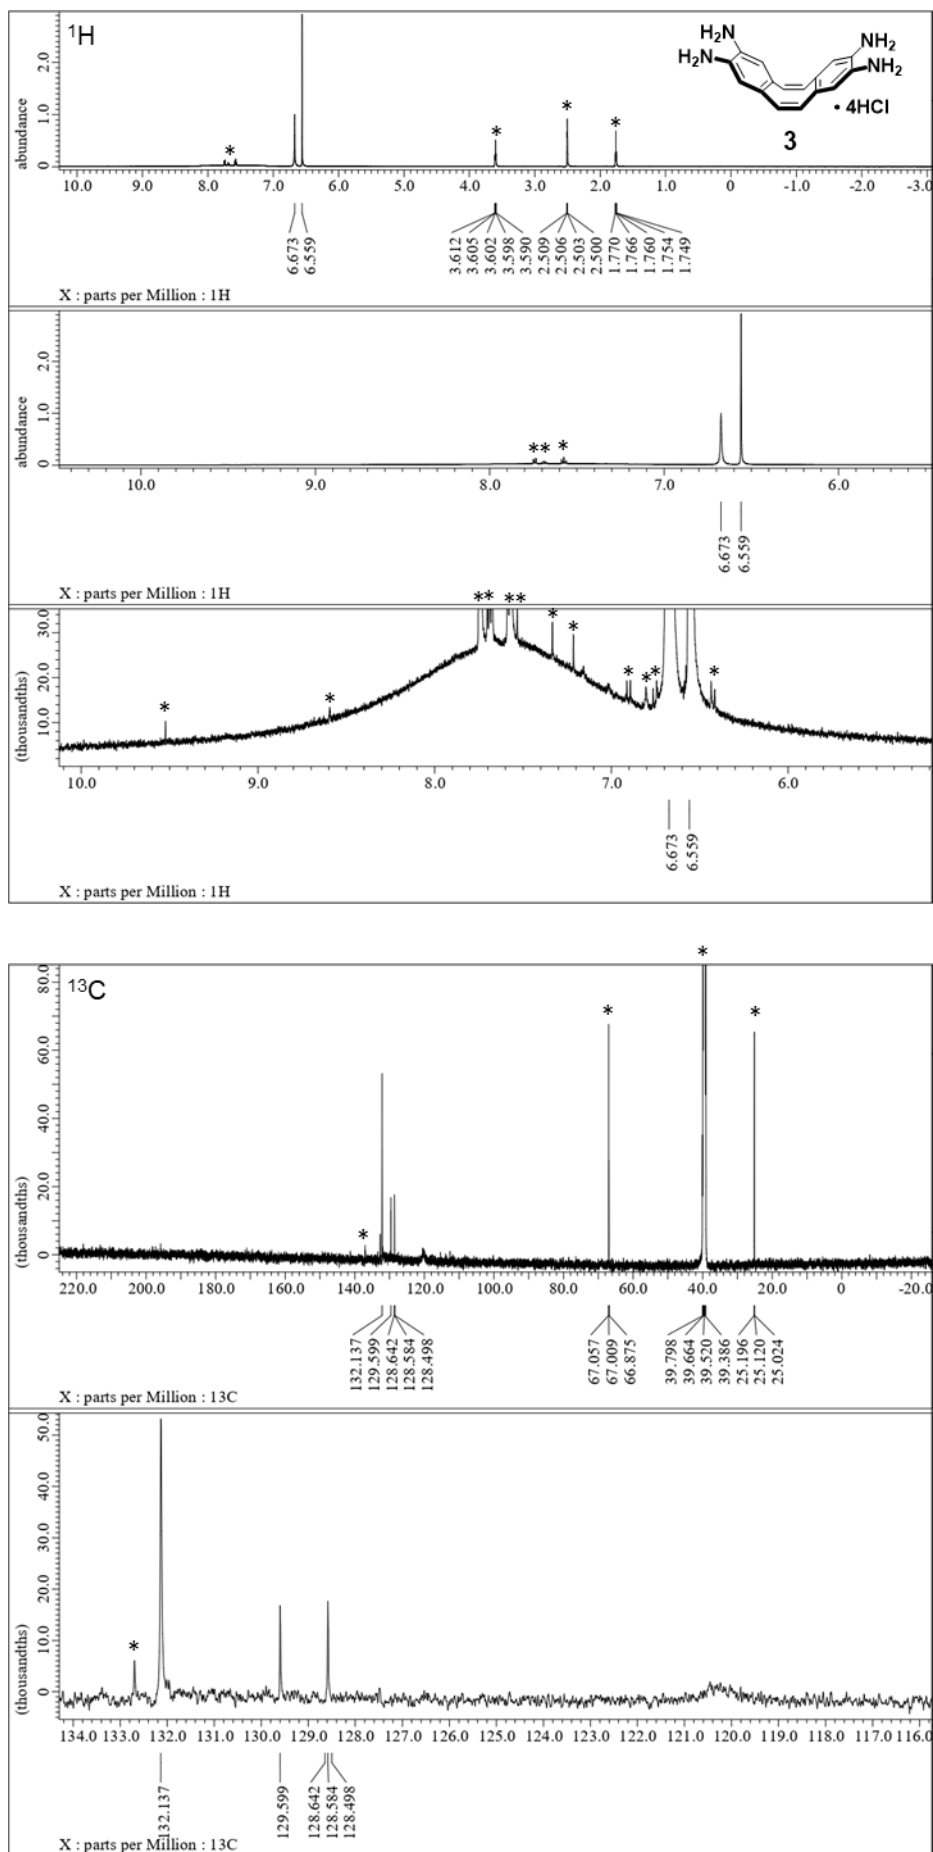 ¹H
NH₂
H₂N
H₂N
NH₂
NH₂
• 4HCl
3
abundance
2.0
1.0
0
* * * *
10.0 9.0 8.0 7.0 6.0 5.0 4.0 3.0 2.0 1.0 0 -1.0 -2.0 -3.0
6.673
6.559
3.612
3.605
3.602
3.598
3.590
2.509
2.506
2.503
2.500
1.770
1.766
1.760
1.754
1.749
X : parts per Million : 1H
abundance
2.0
1.0
0
* * *
10.0 9.0 8.0 7.0 6.0
6.673
6.559
X : parts per Million : 1H
(thousandths)
30.0
20.0
10.0
* * * * * * * * * * * *
10.0 9.0 8.0 7.0 6.0
6.673
6.559
X : parts per Million : 1H
¹³C
(thousandths)
80.0
60.0
40.0
20.0
0
* * * *
220.0 200.0 180.0 160.0 140.0 120.0 100.0 80.0 60.0 40.0 20.0 0 -20.0
132.137
129.599
128.642
128.584
128.498
67.057
67.009
66.875
39.798
39.664
39.520
39.386
25.196
25.120
25.024
X : parts per Million : 13C
(thousandths)
50.0
40.0
30.0
20.0
10.0
0
*
134.0 133.0 132.0 131.0 130.0 129.0 128.0 127.0 126.0 125.0 124.0 123.0 122.0 121.0 120.0 119.0 118.0 117.0 116.0
132.137
129.599
128.642
128.584
128.498
X : parts per Million : 13C